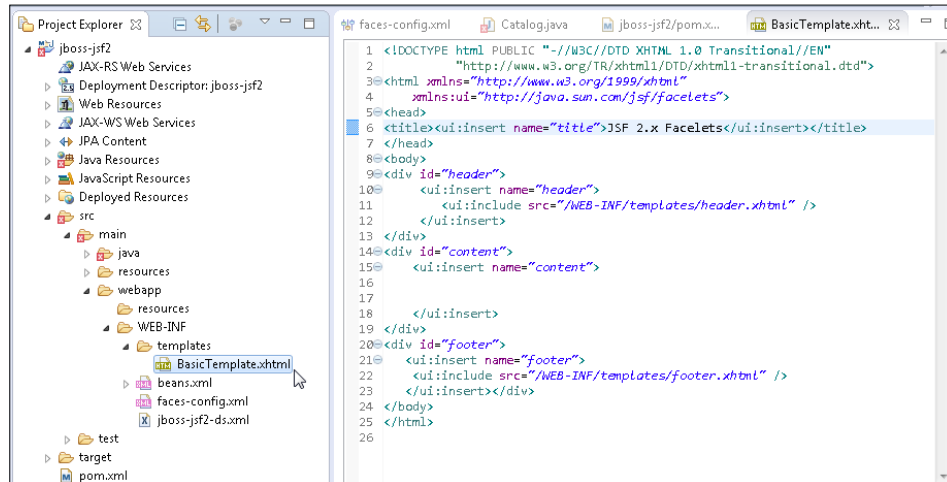 Project Explorer
jboss-jsf2
JAX-RS Web Services
Deployment Descriptor: jboss-jsf2
Web Resources
JAX-WS Web Services
JPA Content
Java Resources
JavaScript Resources
Deployed Resources
src
main
java
resources
webapp
resources
WEB-INF
templates
BasicTemplate.xhtml
beans.xml
faces-config.xml
jboss-jsf2-ds.xml
test
target
pom.xml
faces-config.xml Catalog.java jboss-jsf2/pom.x... BasicTemplate.xht...
1 <!DOCTYPE html PUBLIC "-//W3C//DTD XHTML 1.0 Transitional//EN"
2 "http://www.w3.org/TR/xhtml1/DTD/xhtml1-transitional.dtd">
3 <html xmlns="http://www.w3.org/1999/xhtml"
4 xmlns:ui="http://java.sun.com/jsf/facelets">
5 <head>
6 <title><ui:insert name="title">JSF 2.x Facelets</ui:insert></title>
7 </head>
8 <body>
9 <div id="header">
10 <ui:insert name="header">
11 <ui:include src="/WEB-INF/templates/header.xhtml" />
12 </ui:insert>
13 </div>
14 <div id="content">
15 <ui:insert name="content">
16
17
18 </ui:insert>
19 </div>
20 <div id="footer">
21 <ui:insert name="footer">
22 <ui:include src="/WEB-INF/templates/footer.xhtml" />
23 </ui:insert></div>
24 </body>
25 </html>
26